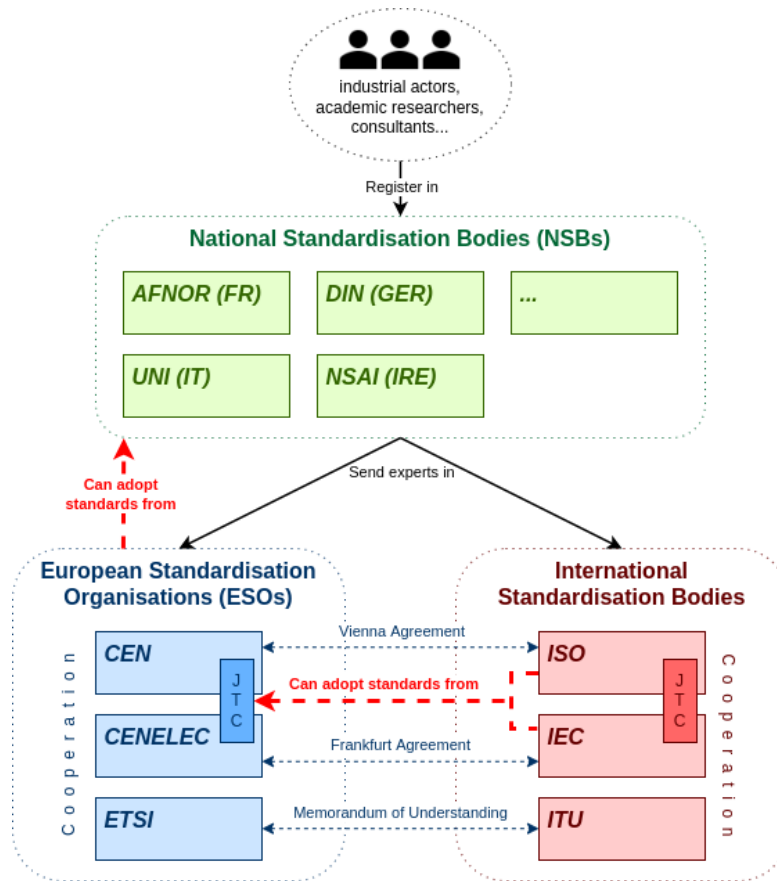 industrial actors,
academic researchers,
consultants...
Register in
National Standardisation Bodies (NSBs)
AFNOR (FR)
DIN (GER)
...
UNI (IT)
NSAI (IRE)
Can adopt
standards from
Send experts in
European Standardisation
Organisations (ESOs)
International
Standardisation Bodies
Cooperation
CEN
JTC
CENELEC
ETSI
Vienna Agreement
Can adopt standards from
Frankfurt Agreement
Memorandum of Understanding
ISO
JTC
IEC
ITU
Cooperation